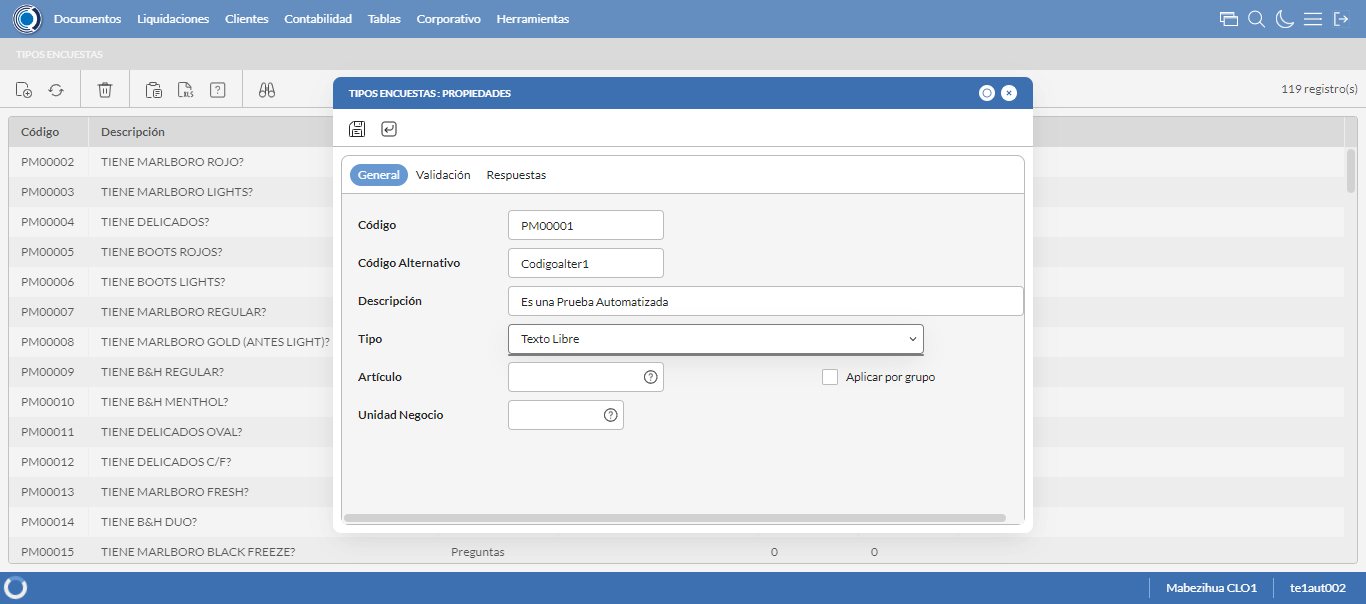 Documentos Liquidaciones Clientes Contabilidad Tablas Corporativo Herramientas
TIPOS ENCUESTAS
XLS ?
119 registro(s)
TIPOS ENCUESTAS : PROPIEDADES
General Validación Respuestas
Código PM00001
Código Alternativo Codigoalter1
Descripción Es una Prueba Automatizada
Tipo Texto Libre
Artículo ? Aplicar por grupo
Unidad Negocio ?
Código Descripción
PM00002 TIENE MARLBORO ROJO?
PM00003 TIENE MARLBORO LIGHTS?
PM00004 TIENE DELICADOS?
PM00005 TIENE BOOTS ROJOS?
PM00006 TIENE BOOTS LIGHTS?
PM00007 TIENE MARLBORO REGULAR?
PM00008 TIENE MARLBORO GOLD (ANTES LIGHT)?
PM00009 TIENE B&H REGULAR?
PM00010 TIENE B&H MENTHOL?
PM00011 TIENE DELICADOS OVAL?
PM00012 TIENE DELICADOS C/F?
PM00013 TIENE MARLBORO FRESH?
PM00014 TIENE B&H DUO?
PM00015 TIENE MARLBORO BLACK FREEZE? Preguntas 0 0
Mabezihua CLO1 te1aut002